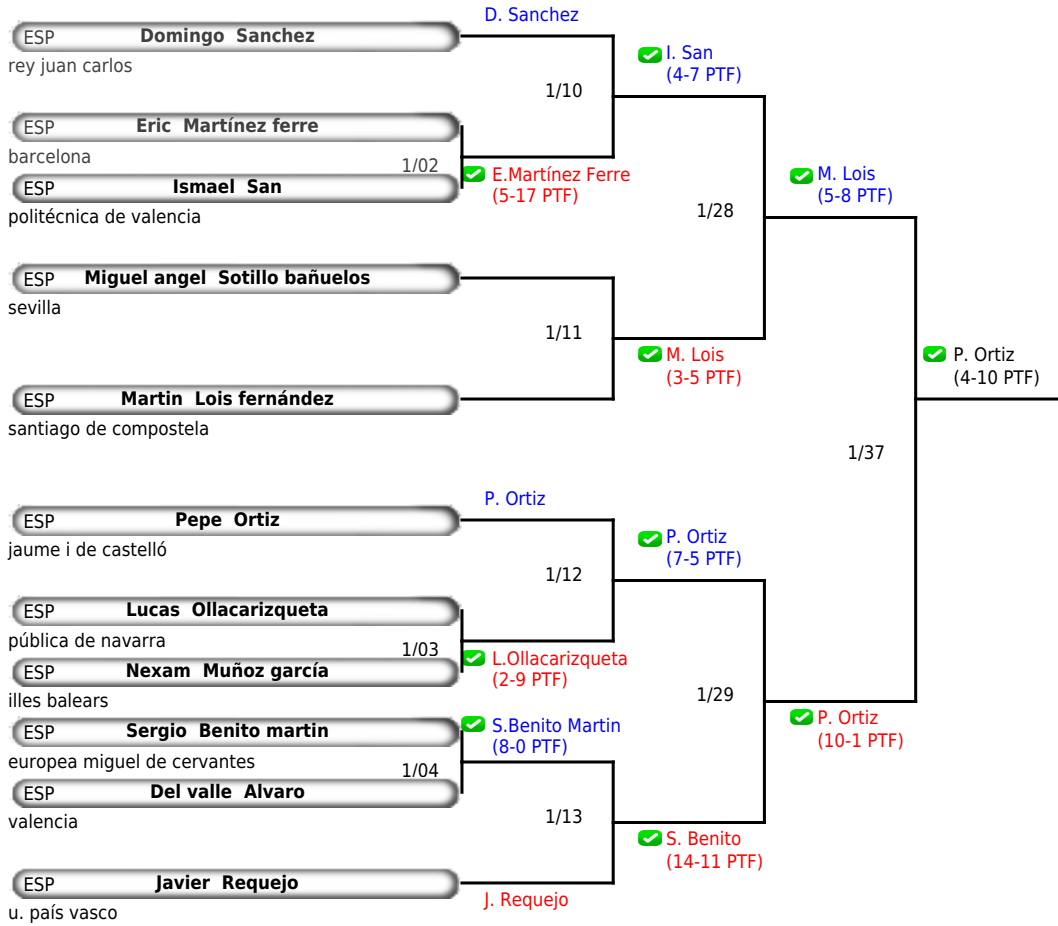 D. Sanchez
ESP Domingo Sanchez
rey juan carlos
1/10
I. San
(4-7 PTF)
ESP Eric Martínez ferre
barcelona
1/02
E.Martínez Ferre
(5-17 PTF)
ESP Ismael San
politécnica de valencia
1/28
M. Lois
(5-8 PTF)
ESP Miguel angel Sotillo bañuelos
sevilla
1/11
M. Lois
(3-5 PTF)
ESP Martin Lois fernández
santiago de compostela
P. Ortiz
(4-10 PTF)
1/37
P. Ortiz
ESP Pepe Ortiz
jaume i de castelló
1/12
P. Ortiz
(7-5 PTF)
ESP Lucas Ollacarizqueta
pública de navarra
1/03
L.Ollacarizqueta
(2-9 PTF)
ESP Nexam Muñoz garcía
illes balears
1/29
P. Ortiz
(10-1 PTF)
ESP Sergio Benito martin
europea miguel de cervantes
S.Benito Martin
(8-0 PTF)
1/04
ESP Del valle Alvaro
valencia
1/13
S. Benito
(14-11 PTF)
ESP Javier Requejo
u. país vasco
J. Requejo